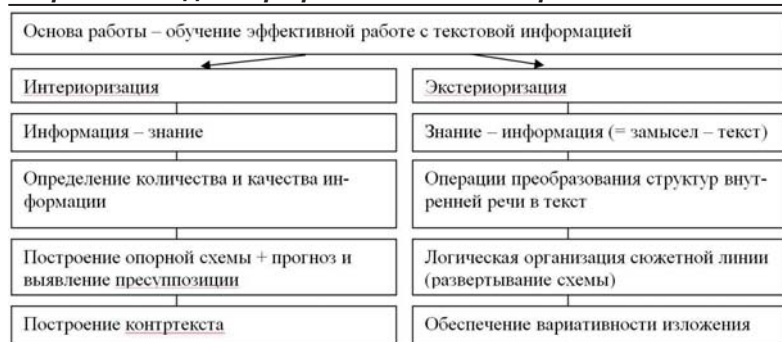 Основа работы – обучение эффективной работе с текстовой информацией
Интериоризация
Экстериоризация
Информация – знание
Знание – информация (= замысел – текст)
Определение количества и качества ин-
формации
Операции преобразования структур внут-
ренней речи в текст
Построение опорной схемы + прогноз и
выявление пресуппозиции
Логическая организация сюжетной линии
(развертывание схемы)
Построение контртекста
Обеспечение вариативности изложения